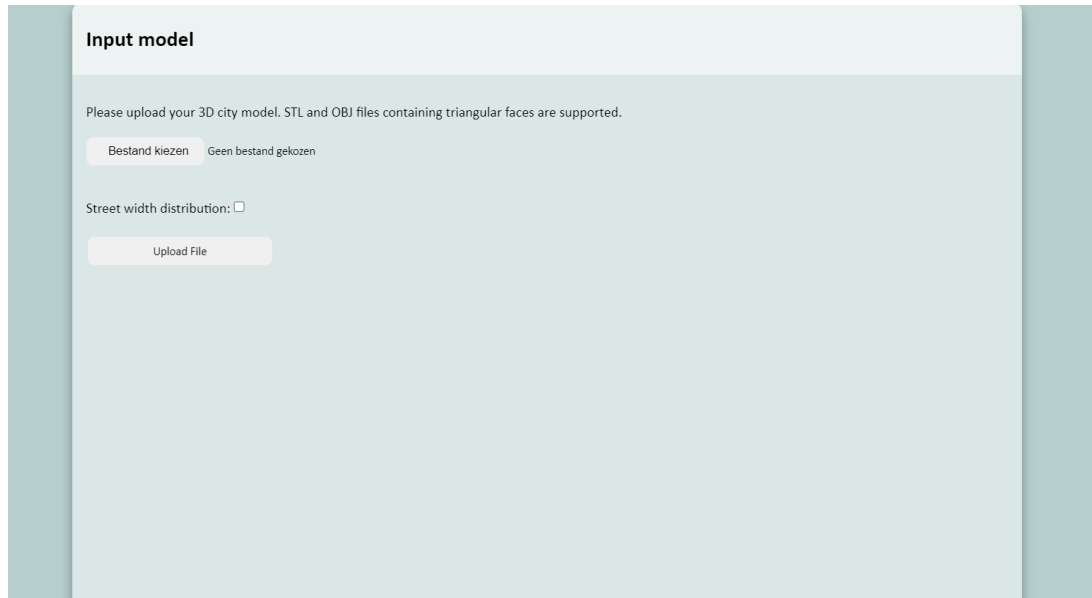 Input model
Please upload your 3D city model. STL and OBJ files containing triangular faces are supported.
Bestand kiezen Geen bestand gekozen
Street width distribution:
Upload File